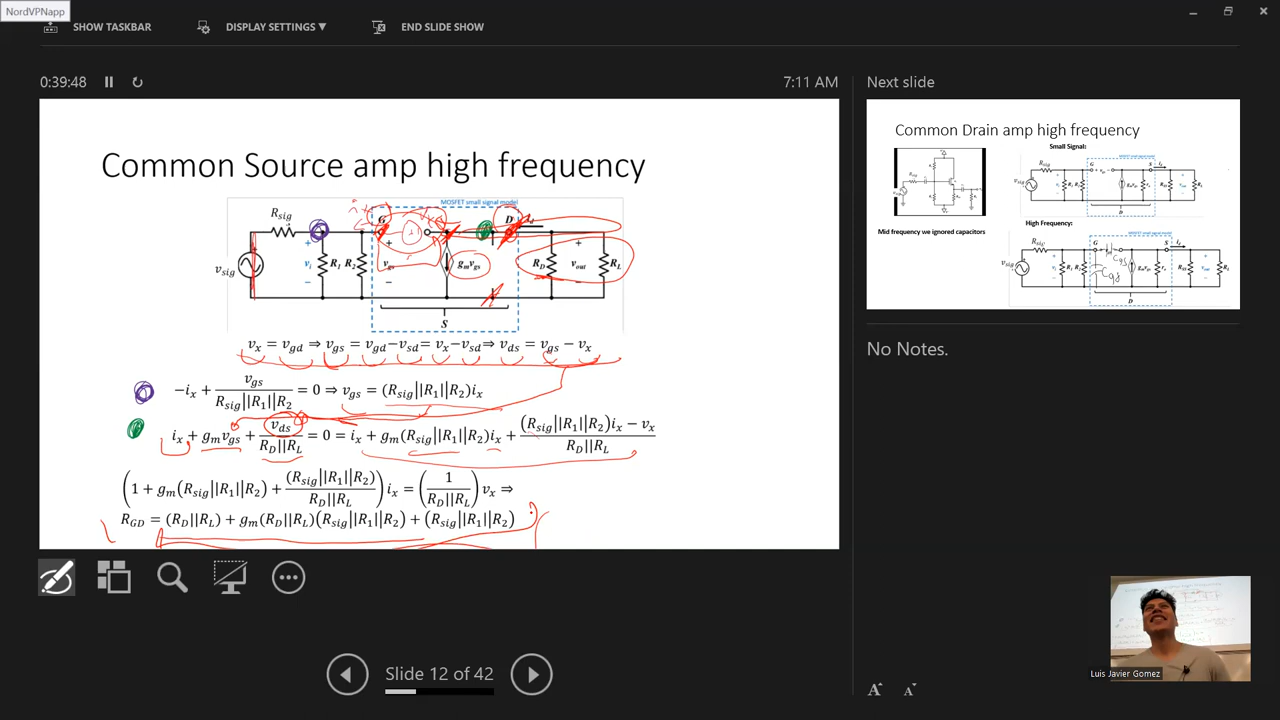 NordVPNapp
SHOW TASKBAR
DISPLAY SETTINGS ▼
END SLIDE SHOW
0:39:48
7:11 AM
Next slide
Common Source amp high frequency
MOSFET small signal model
R_sig
G
D
v_sig
+
v_i
−
R_1
R_2
+
v_gs
−
g_m v_gs
R_D
+
v_out
−
R_L
S
v_x = v_gd ⇒ v_gs = v_gd − v_sd = v_x − v_sd ⇒ v_ds = v_gs − v_x
−i_x + v_gs / (R_sig||R_1||R_2) = 0 ⇒ v_gs = (R_sig||R_1||R_2)i_x
i_x + g_m v_gs + v_ds / (R_D||R_L) = 0 = i_x + g_m(R_sig||R_1||R_2)i_x + ((R_sig||R_1||R_2)i_x − v_x) / (R_D||R_L)
(1 + g_m(R_sig||R_1||R_2) + (R_sig||R_1||R_2) / (R_D||R_L)) i_x = (1 / (R_D||R_L)) v_x ⇒
R_GD = (R_D||R_L) + g_m(R_D||R_L)(R_sig||R_1||R_2) + (R_sig||R_1||R_2)
Common Drain amp high frequency
Small Signal:
Mid frequency we ignored capacitors
High Frequency:
No Notes.
Slide 12 of 42
Luis Javier Gomez
A A